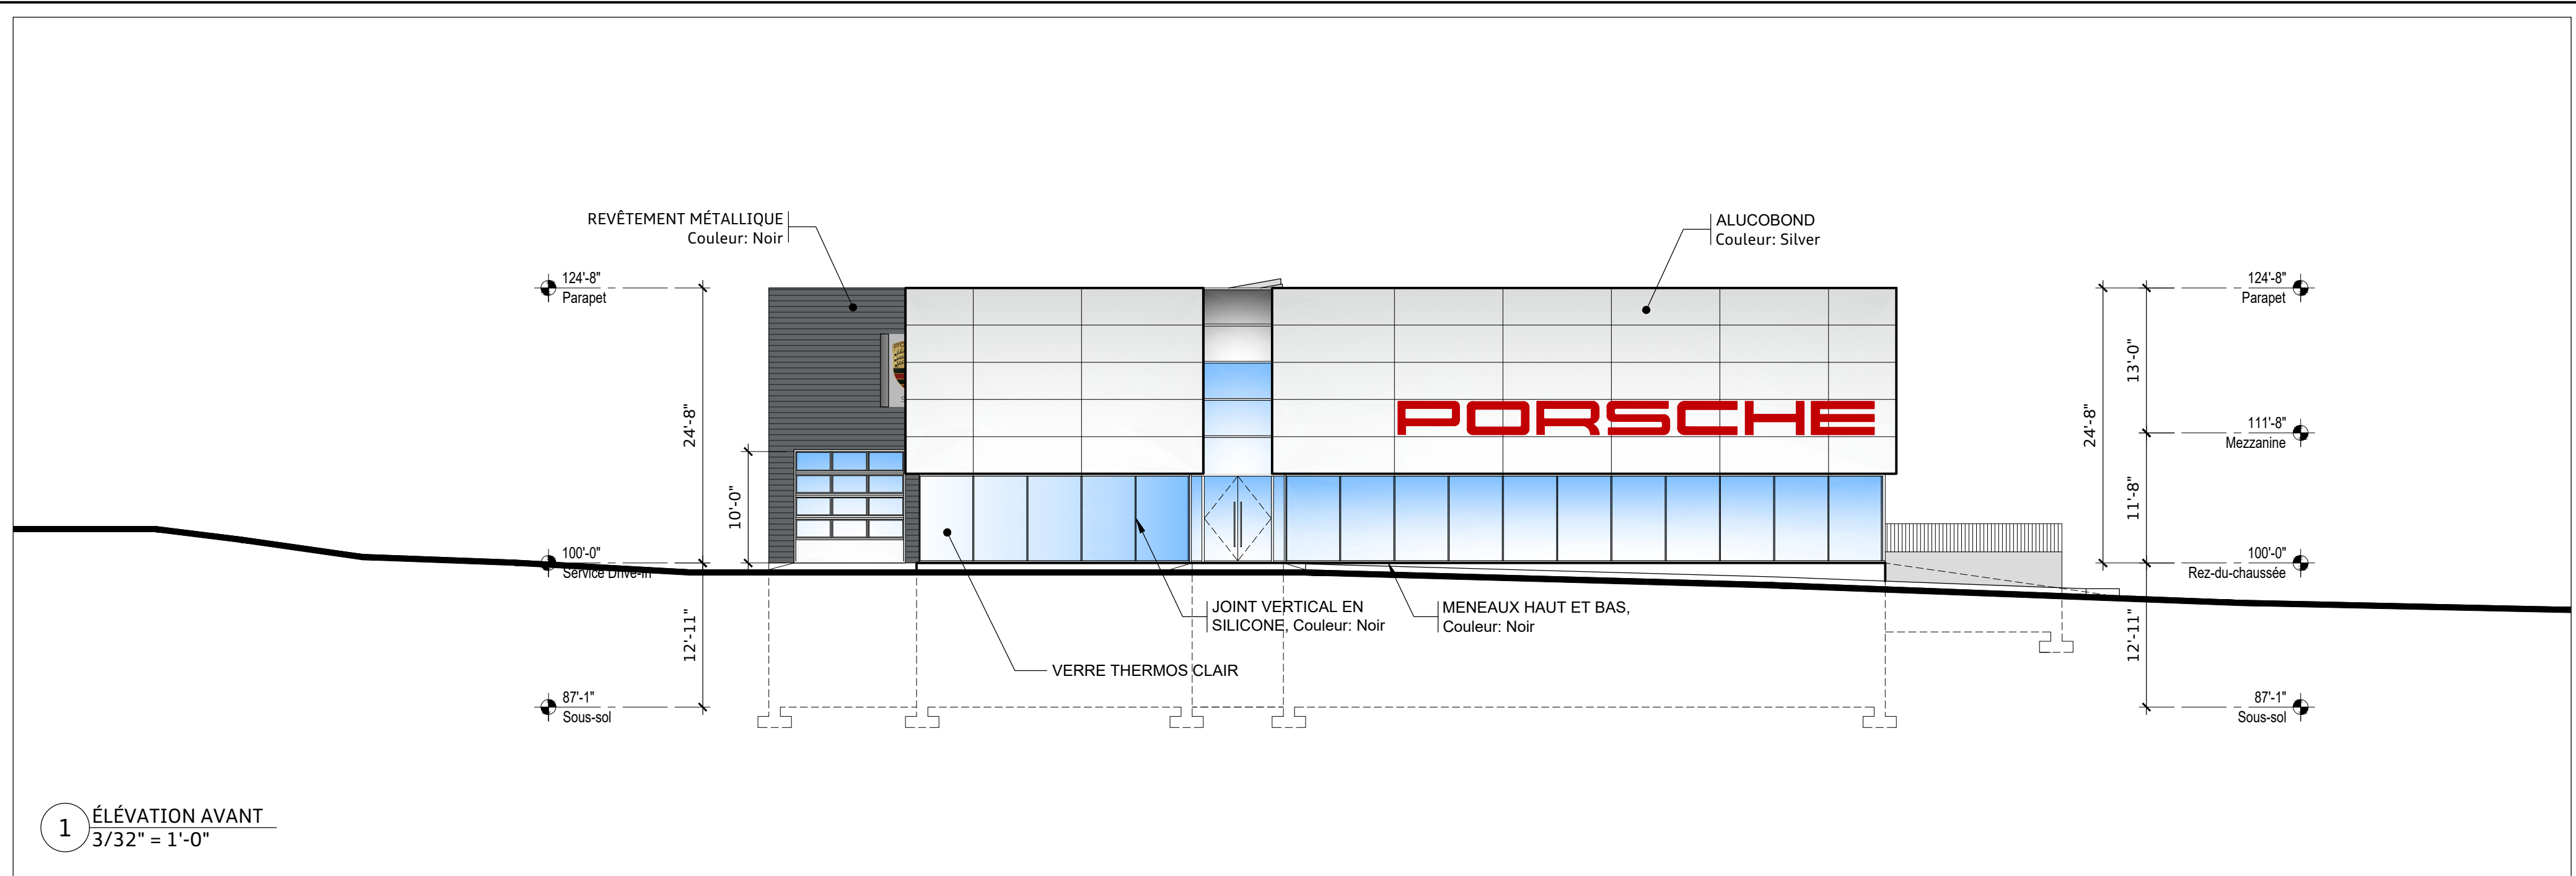 REVÊTEMENT MÉTALLIQUE
Couleur: Noir
ALUCOBOND
Couleur: Silver
124'-8"
Parapet
124'-8"
Parapet
24'-8"
10'-0"
PORSCHE
24'-8"
13'-0"
111'-8"
Mezzanine
11'-8"
100'-0"
Service Drive-in
100'-0"
Rez-du-chaussée
12'-11"
JOINT VERTICAL EN
SILICONE, Couleur: Noir
MENEAUX HAUT ET BAS,
Couleur: Noir
12'-11"
VERRE THERMOS CLAIR
87'-1"
Sous-sol
87'-1"
Sous-sol
1
ÉLÉVATION AVANT
3/32" = 1'-0"